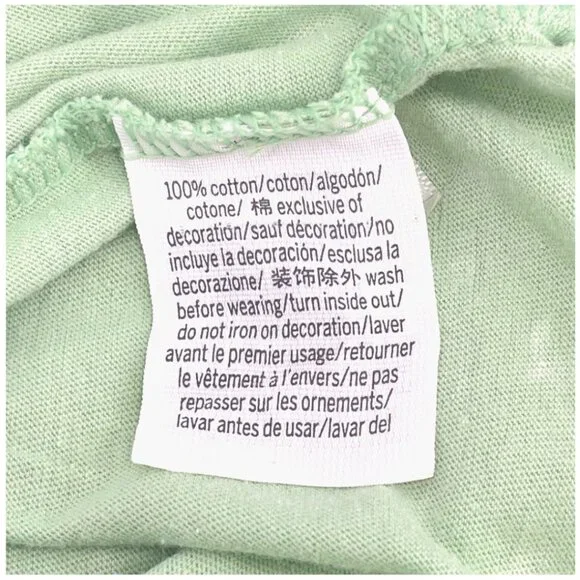 100% cotton/coton/algodón/
cotone/ 棉 exclusive of
decoration/sauf décoration/no
incluye la decoración/esclusa la
decorazione/ 装饰除外 wash
before wearing/turn inside out/
do not iron on decoration/laver
avant le premier usage/retourner
le vêtement à l'envers/ne pas
repasser sur les ornements/
lavar antes de usar/lavar del